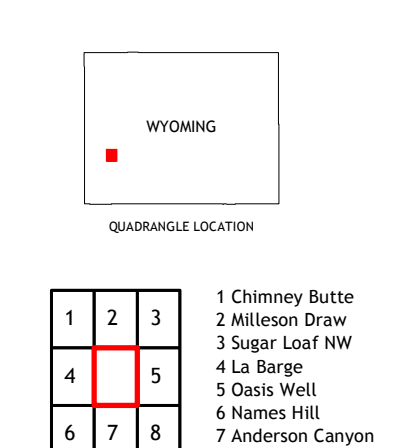 WYOMING
QUADRANGLE LOCATION
1 2 3
4 5
6 7 8
1 Chimney Butte
2 Milleson Draw
3 Sugar Loaf NW
4 La Barge
5 Oasis Well
6 Names Hill
7 Anderson Canyon